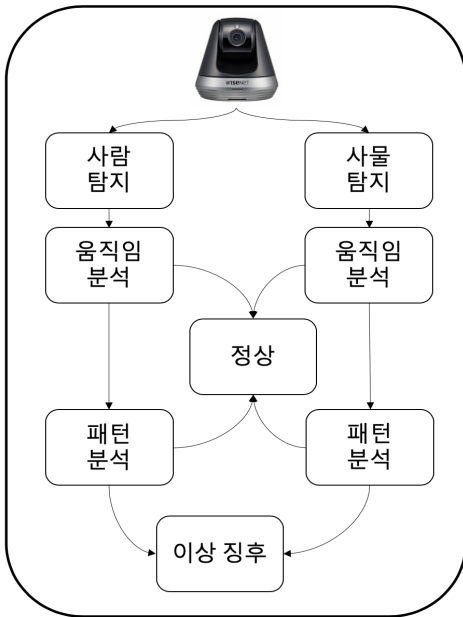 WISENET
사람
탐지
사물
탐지
움직임
분석
움직임
분석
정상
패턴
분석
패턴
분석
이상 징후